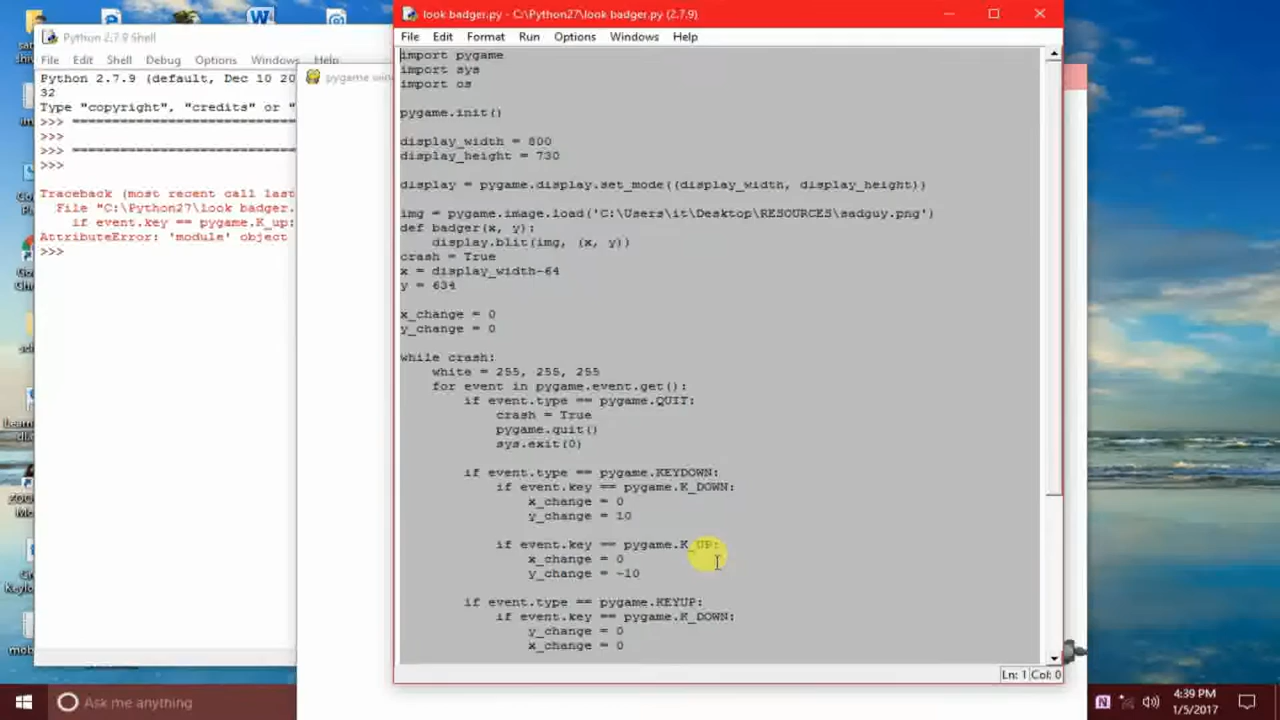 look badger.py - C:\Python27\look badger.py (2.7.9)
File Edit Format Run Options Windows Help
import pygame
import sys
import os
pygame.init()
display_width = 800
display_height = 730
display = pygame.display.set_mode((display_width, display_height))
img = pygame.image.load('C:\Users\it\Desktop\RESOURCES\sadguy.png')
def badger(x, y):
    display.blit(img, (x, y))
crash = True
x = display_width-64
y = 634
x_change = 0
y_change = 0
while crash:
    white = 255, 255, 255
    for event in pygame.event.get():
        if event.type == pygame.QUIT:
            crash = True
            pygame.quit()
            sys.exit(0)
        if event.type == pygame.KEYDOWN:
            if event.key == pygame.K_DOWN:
                x_change = 0
                y_change = 10
            if event.key == pygame.K_UP:
                x_change = 0
                y_change = -10
        if event.type == pygame.KEYUP:
            if event.key == pygame.K_DOWN:
                y_change = 0
                x_change = 0
Ln: 1 Col: 0
Python 2.7.9 Shell
File Edit Shell Debug Options Windows Help
Python 2.7.9 (default, Dec 10 20
32
Type "copyright", "credits" or "
>>> ============================
>>>
>>> ============================
>>>
Traceback (most recent call last
  File "C:\Python27\look badger.
    if event.key == pygame.K_up:
AttributeError: 'module' object
>>>
pygame win
Ask me anything
4:39 PM
1/5/2017